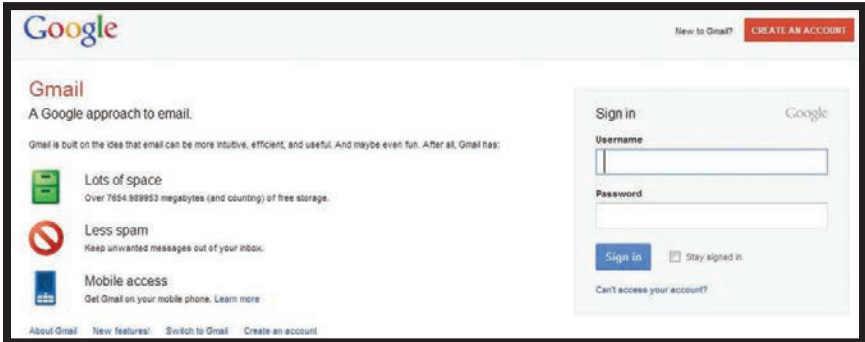 Google
New to Gmail? CREATE AN ACCOUNT
Gmail
A Google approach to email.
Gmail is built on the idea that email can be more intuitive, efficient, and useful. And maybe even fun. After all, Gmail has:
Lots of space
Over 7654.989953 megabytes (and counting) of free storage.
Less spam
Keep unwanted messages out of your inbox.
Mobile access
Get Gmail on your mobile phone. Learn more
About Gmail New features! Switch to Gmail Create an account
Sign in Google
Username
Password
Sign in Stay signed in
Can't access your account?